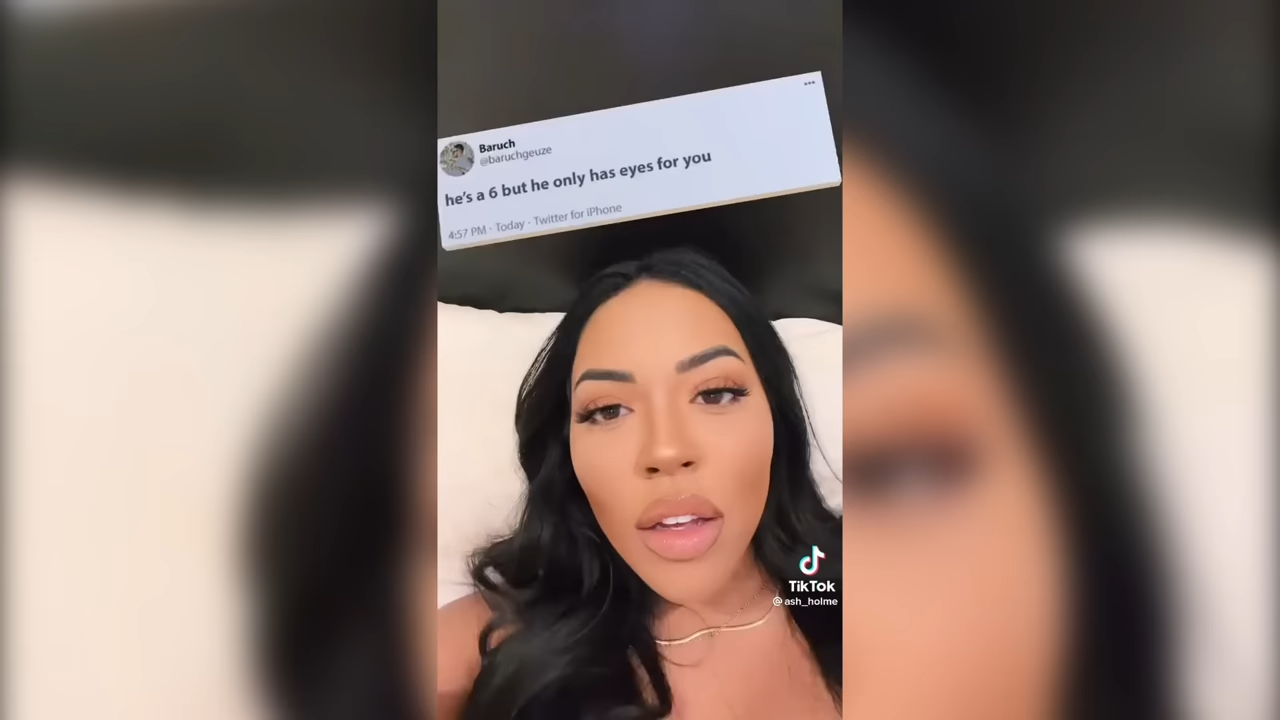 Baruch
@baruchgeuze
he's a 6 but he only has eyes for you
4:57 PM · Today · Twitter for iPhone
TikTok
@ash_holme